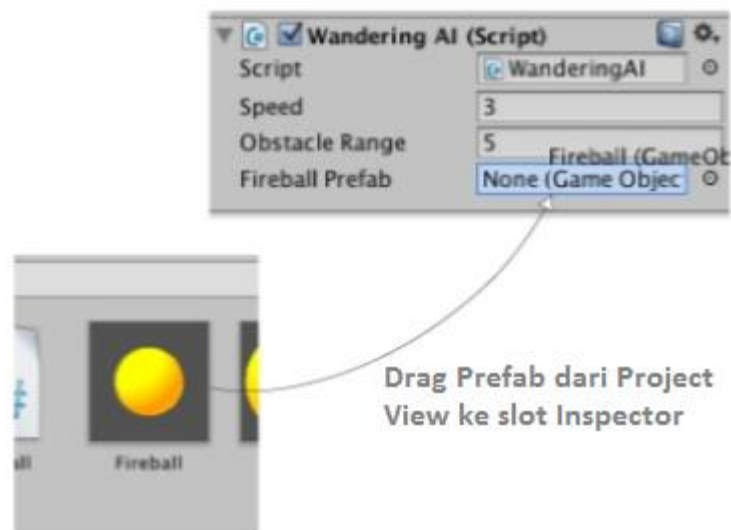 Wandering AI (Script)
Script WanderingAI
Speed 3
Obstacle Range 5
Fireball (GameOb
Fireball Prefab None (Game Objec
Drag Prefab dari Project
View ke slot Inspector
all Fireball